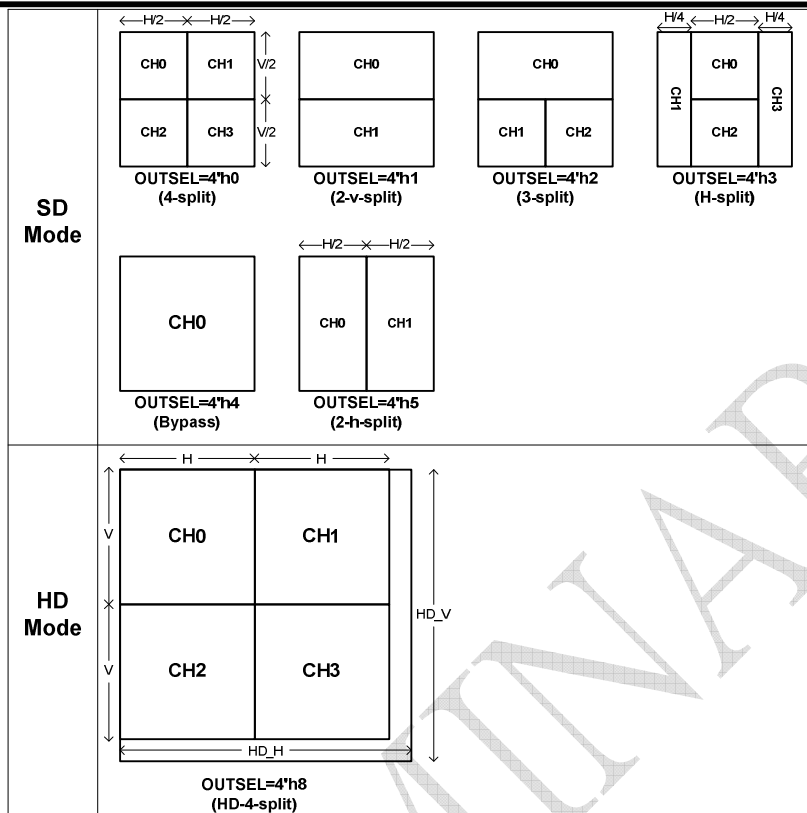 SD
Mode
H/2 H/2
CH0 CH1
V/2
CH2 CH3
V/2
OUTSEL=4'h0
(4-split)
CH0
CH1
OUTSEL=4'h1
(2-v-split)
CH0
CH1 CH2
OUTSEL=4'h2
(3-split)
H/4 H/2 H/4
CH1
CH0
CH2
CH3
OUTSEL=4'h3
(H-split)
CH0
OUTSEL=4'h4
(Bypass)
H/2 H/2
CH0 CH1
OUTSEL=4'h5
(2-h-split)
HD
Mode
H H
V
CH0 CH1
HD_V
V
CH2 CH3
HD_H
OUTSEL=4'h8
(HD-4-split)